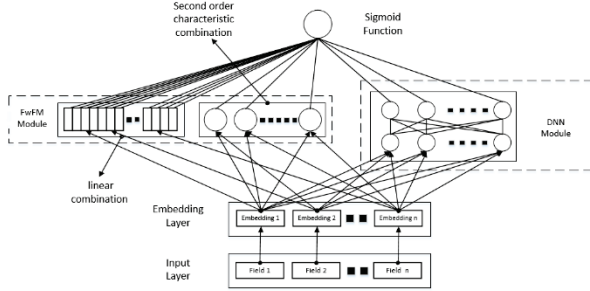 Second order
characteristic
combination
Sigmoid
Function
FwFM
Module
DNN
Module
linear
combination
Embedding
Layer
Embedding 1
Embedding 2
Embedding n
Input
Layer
Field 1
Field 2
Field n